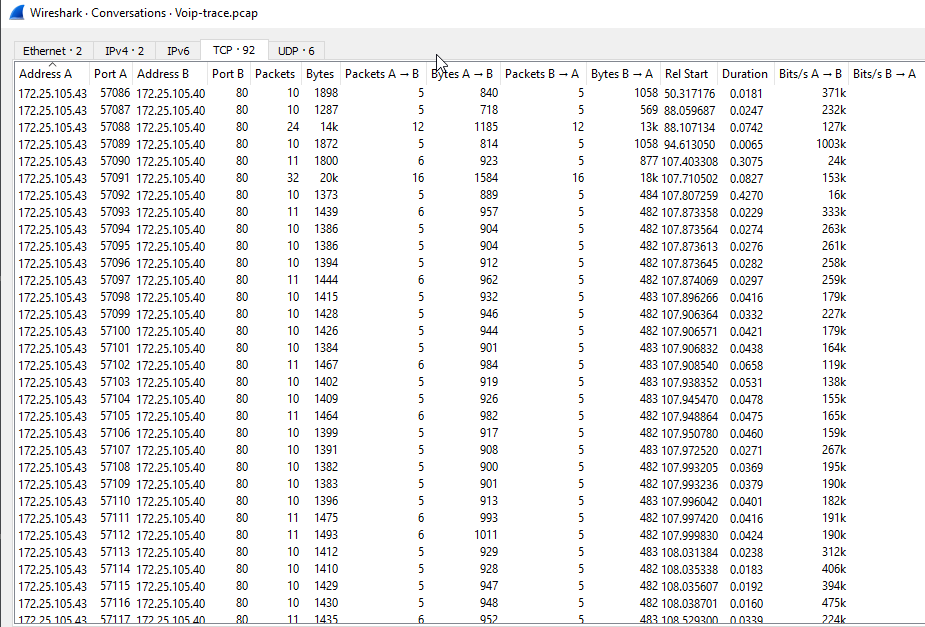 Wireshark · Conversations · Voip-trace.pcap
Ethernet · 2 IPv4 · 2 IPv6 TCP · 92 UDP · 6
Address A Port A Address B Port B Packets Bytes Packets A → B Bytes A → B Packets B → A Bytes B → A Rel Start Duration Bits/s A → B Bits/s B → A
172.25.105.43 57086 172.25.105.40 80 10 1898 5 840 5 1058 50.317176 0.0181 371k
172.25.105.43 57087 172.25.105.40 80 10 1287 5 718 5 569 88.059687 0.0247 232k
172.25.105.43 57088 172.25.105.40 80 24 14k 12 1185 12 13k 88.107134 0.0742 127k
172.25.105.43 57089 172.25.105.40 80 10 1872 5 814 5 1058 94.613050 0.0065 1003k
172.25.105.43 57090 172.25.105.40 80 11 1800 6 923 5 877 107.403308 0.3075 24k
172.25.105.43 57091 172.25.105.40 80 32 20k 16 1584 16 18k 107.710502 0.0827 153k
172.25.105.43 57092 172.25.105.40 80 10 1373 5 889 5 484 107.807259 0.4270 16k
172.25.105.43 57093 172.25.105.40 80 11 1439 6 957 5 482 107.873358 0.0229 333k
172.25.105.43 57094 172.25.105.40 80 10 1386 5 904 5 482 107.873564 0.0274 263k
172.25.105.43 57095 172.25.105.40 80 10 1386 5 904 5 482 107.873613 0.0276 261k
172.25.105.43 57096 172.25.105.40 80 10 1394 5 912 5 482 107.873645 0.0282 258k
172.25.105.43 57097 172.25.105.40 80 11 1444 6 962 5 482 107.874069 0.0297 259k
172.25.105.43 57098 172.25.105.40 80 10 1415 5 932 5 483 107.896266 0.0416 179k
172.25.105.43 57099 172.25.105.40 80 10 1428 5 946 5 482 107.906364 0.0332 227k
172.25.105.43 57100 172.25.105.40 80 10 1426 5 944 5 482 107.906571 0.0421 179k
172.25.105.43 57101 172.25.105.40 80 10 1384 5 901 5 483 107.906832 0.0438 164k
172.25.105.43 57102 172.25.105.40 80 11 1467 6 984 5 483 107.908540 0.0658 119k
172.25.105.43 57103 172.25.105.40 80 10 1402 5 919 5 483 107.938352 0.0531 138k
172.25.105.43 57104 172.25.105.40 80 10 1409 5 926 5 483 107.945470 0.0478 155k
172.25.105.43 57105 172.25.105.40 80 11 1464 6 982 5 482 107.948864 0.0475 165k
172.25.105.43 57106 172.25.105.40 80 10 1399 5 917 5 482 107.950780 0.0460 159k
172.25.105.43 57107 172.25.105.40 80 10 1391 5 908 5 483 107.972520 0.0271 267k
172.25.105.43 57108 172.25.105.40 80 10 1382 5 900 5 482 107.993205 0.0369 195k
172.25.105.43 57109 172.25.105.40 80 10 1383 5 901 5 482 107.993236 0.0379 190k
172.25.105.43 57110 172.25.105.40 80 10 1396 5 913 5 483 107.996042 0.0401 182k
172.25.105.43 57111 172.25.105.40 80 11 1475 6 993 5 482 107.997420 0.0416 191k
172.25.105.43 57112 172.25.105.40 80 11 1493 6 1011 5 482 107.999830 0.0424 190k
172.25.105.43 57113 172.25.105.40 80 10 1412 5 929 5 483 108.031384 0.0238 312k
172.25.105.43 57114 172.25.105.40 80 10 1410 5 928 5 482 108.035338 0.0183 406k
172.25.105.43 57115 172.25.105.40 80 10 1429 5 947 5 482 108.035607 0.0192 394k
172.25.105.43 57116 172.25.105.40 80 10 1430 5 948 5 482 108.038701 0.0160 475k
172.25.105.43 57117 172.25.105.40 80 11 1435 6 952 5 483 108.529300 0.0339 224k